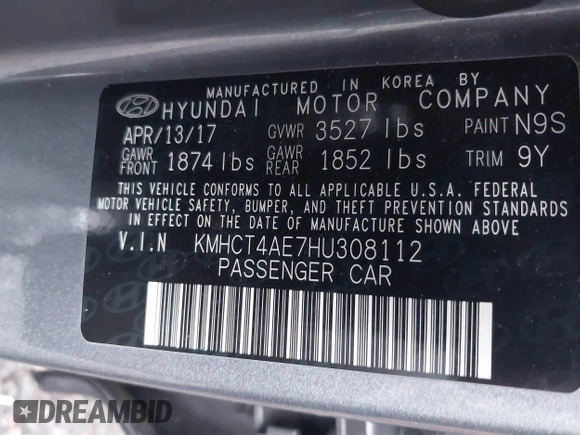 MANUFACTURED IN KOREA BY
HYUNDAI MOTOR COMPANY
APR/13/17 GVWR 3527 lbs PAINT N9S
GAWR FRONT 1874 lbs GAWR REAR 1852 lbs TRIM 9Y
THIS VEHICLE CONFORMS TO ALL APPLICABLE U.S.A. FEDERAL
MOTOR VEHICLE SAFETY, BUMPER, AND THEFT PREVENTION STANDARDS
IN EFFECT ON THE DATE OF MANUFACTURE SHOWN ABOVE
V.I.N KMHCT4AE7HU308112
PASSENGER CAR
DREAMBID